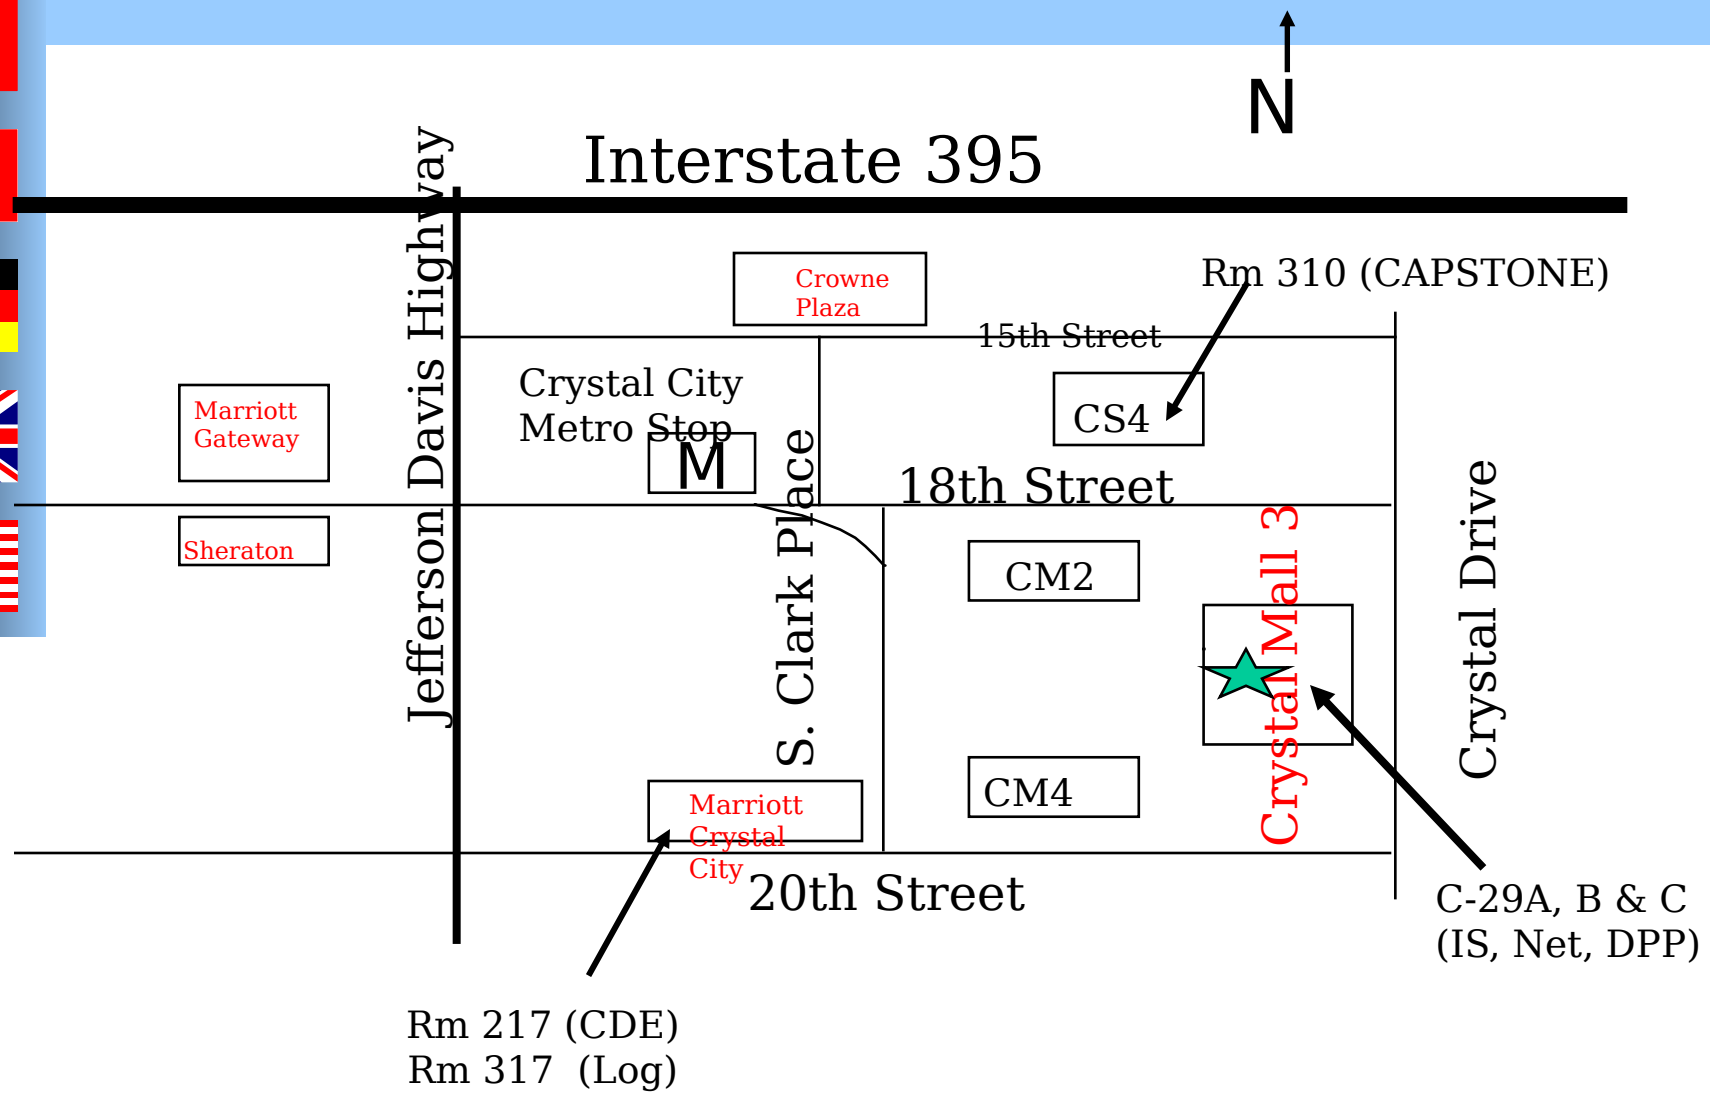 N
Interstate 395
Jefferson Davis Highway
Rm 310 (CAPSTONE)
Crowne
Plaza
15th Street
Crystal City
Metro Stop
M
Marriott
Gateway
CS4
18th Street
S. Clark Place
Sheraton
CM2
Crystal Mall 3
Crystal Drive
CM4
Marriott
Crystal
City
20th Street
C-29A, B & C
(IS, Net, DPP)
Rm 217 (CDE)
Rm 317  (Log)